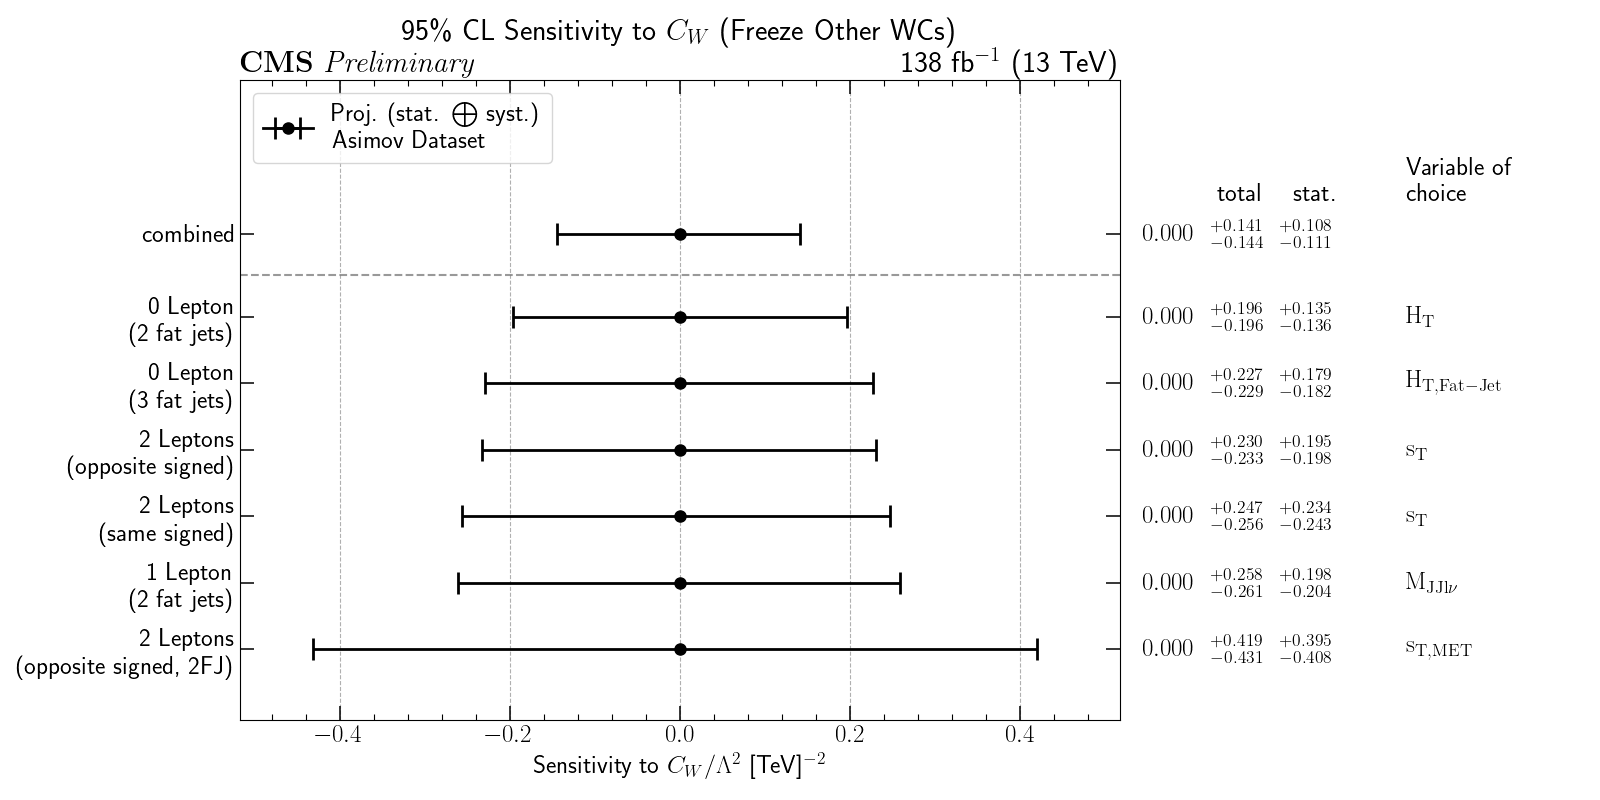 95% CL Sensitivity to C_W (Freeze Other WCs)
CMS Preliminary 138 fb⁻¹ (13 TeV)
Proj. (stat. ⨁ syst.)
Asimov Dataset
total stat. Variable of choice
combined 0.000 +0.141 −0.144 +0.108 −0.111
0 Lepton (2 fat jets) 0.000 +0.196 −0.196 +0.135 −0.136 H_T
0 Lepton (3 fat jets) 0.000 +0.227 −0.229 +0.179 −0.182 H_T,Fat−Jet
2 Leptons (opposite signed) 0.000 +0.230 −0.233 +0.195 −0.198 s_T
2 Leptons (same signed) 0.000 +0.247 −0.256 +0.234 −0.243 s_T
1 Lepton (2 fat jets) 0.000 +0.258 −0.261 +0.198 −0.204 M_JJlν
2 Leptons (opposite signed, 2FJ) 0.000 +0.419 −0.431 +0.395 −0.408 s_T,MET
−0.4 −0.2 0.0 0.2 0.4
Sensitivity to C_W/Λ² [TeV]⁻²